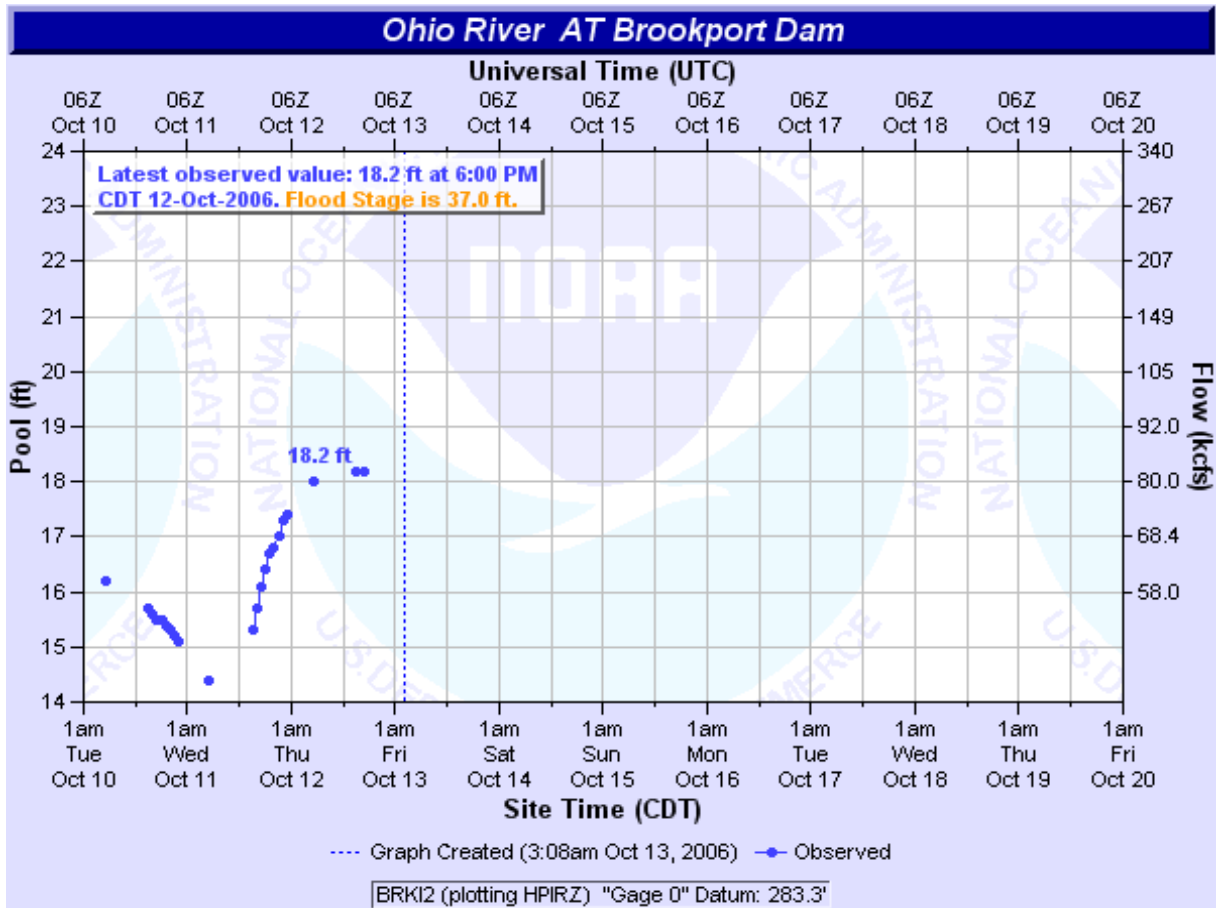 Ohio River AT Brookport Dam
Universal Time (UTC)
06Z 06Z 06Z 06Z 06Z 06Z 06Z 06Z 06Z 06Z 06Z
Oct 10 Oct 11 Oct 12 Oct 13 Oct 14 Oct 15 Oct 16 Oct 17 Oct 18 Oct 19 Oct 20
Latest observed value: 18.2 ft at 6:00 PM
CDT 12-Oct-2006. Flood Stage is 37.0 ft.
24 340
23 267
22 207
21 149
20 105
19 92.0
18 80.0
17 68.4
16 58.0
15
14
Pool (ft)
Flow (kcfs)
18.2 ft
NOAA
NATIONAL OCEANIC ADMINISTRATION
1am 1am 1am 1am 1am 1am 1am 1am 1am 1am 1am
Tue Wed Thu Fri Sat Sun Mon Tue Wed Thu Fri
Oct 10 Oct 11 Oct 12 Oct 13 Oct 14 Oct 15 Oct 16 Oct 17 Oct 18 Oct 19 Oct 20
Site Time (CDT)
Graph Created (3:08am Oct 13, 2006) Observed
BRKI2 (plotting HPIRZ) "Gage 0" Datum: 283.3'